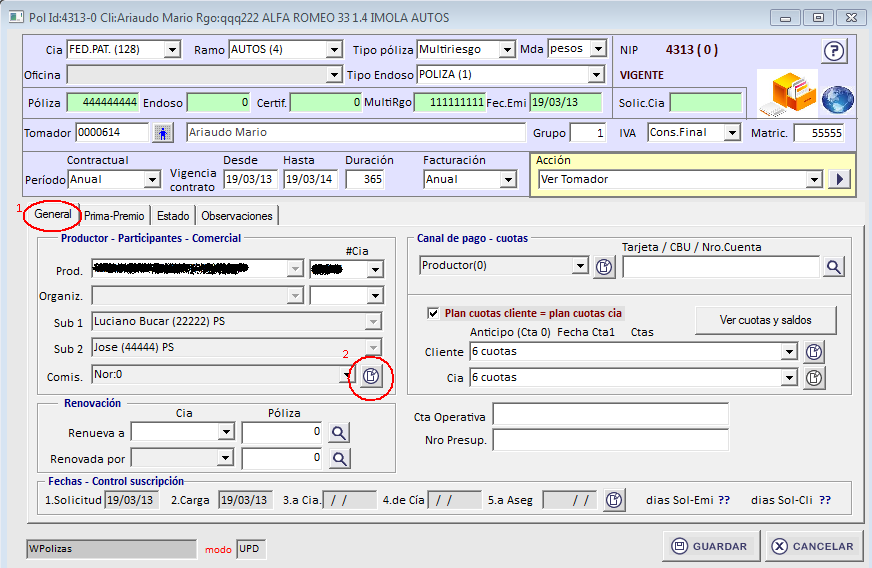 Pol Id:4313-0 Cli:Ariaudo Mario Rgo:qqq222 ALFA ROMEO 33 1.4 IMOLA AUTOS
Cia FED.PAT. (128) Ramo AUTOS (4) Tipo póliza Multiriesgo Mda pesos NIP 4313 ( 0 ) ?
Oficina Tipo Endoso POLIZA (1) VIGENTE
Póliza 444444444 Endoso 0 Certif. 0 MultiRgo 111111111 Fec.Emi 19/03/13 Solic.Cia
Tomador 0000614 Ariaudo Mario Grupo 1 IVA Cons.Final Matric. 55555
Contractual Desde Hasta Duración Facturación Acción
Período Anual Vigencia contrato 19/03/13 19/03/14 365 Anual Ver Tomador
1 General Prima-Premio Estado Observaciones
Productor - Participantes - Comercial Canal de pago - cuotas
#Cia Tarjeta / CBU / Nro.Cuenta
Prod. Productor(0)
Organiz.
Sub 1 Luciano Bucar (22222) PS Plan cuotas cliente = plan cuotas cia Ver cuotas y saldos
Anticipo (Cta 0) Fecha Cta1 Ctas
Sub 2 Jose (44444) PS Cliente 6 cuotas
2
Comis. Nor:0 Cia 6 cuotas
Renovación
Cia Póliza Cta Operativa
Renueva a 0 Nro Presup.
Renovada por 0
Fechas - Control suscripción
1.Solicitud 19/03/13 2.Carga 19/03/13 3.a Cia. / / 4.de Cía / / 5.a Aseg / / dias Sol-Emi ?? dias Sol-Cli ??
WPolizas modo UPD GUARDAR CANCELAR